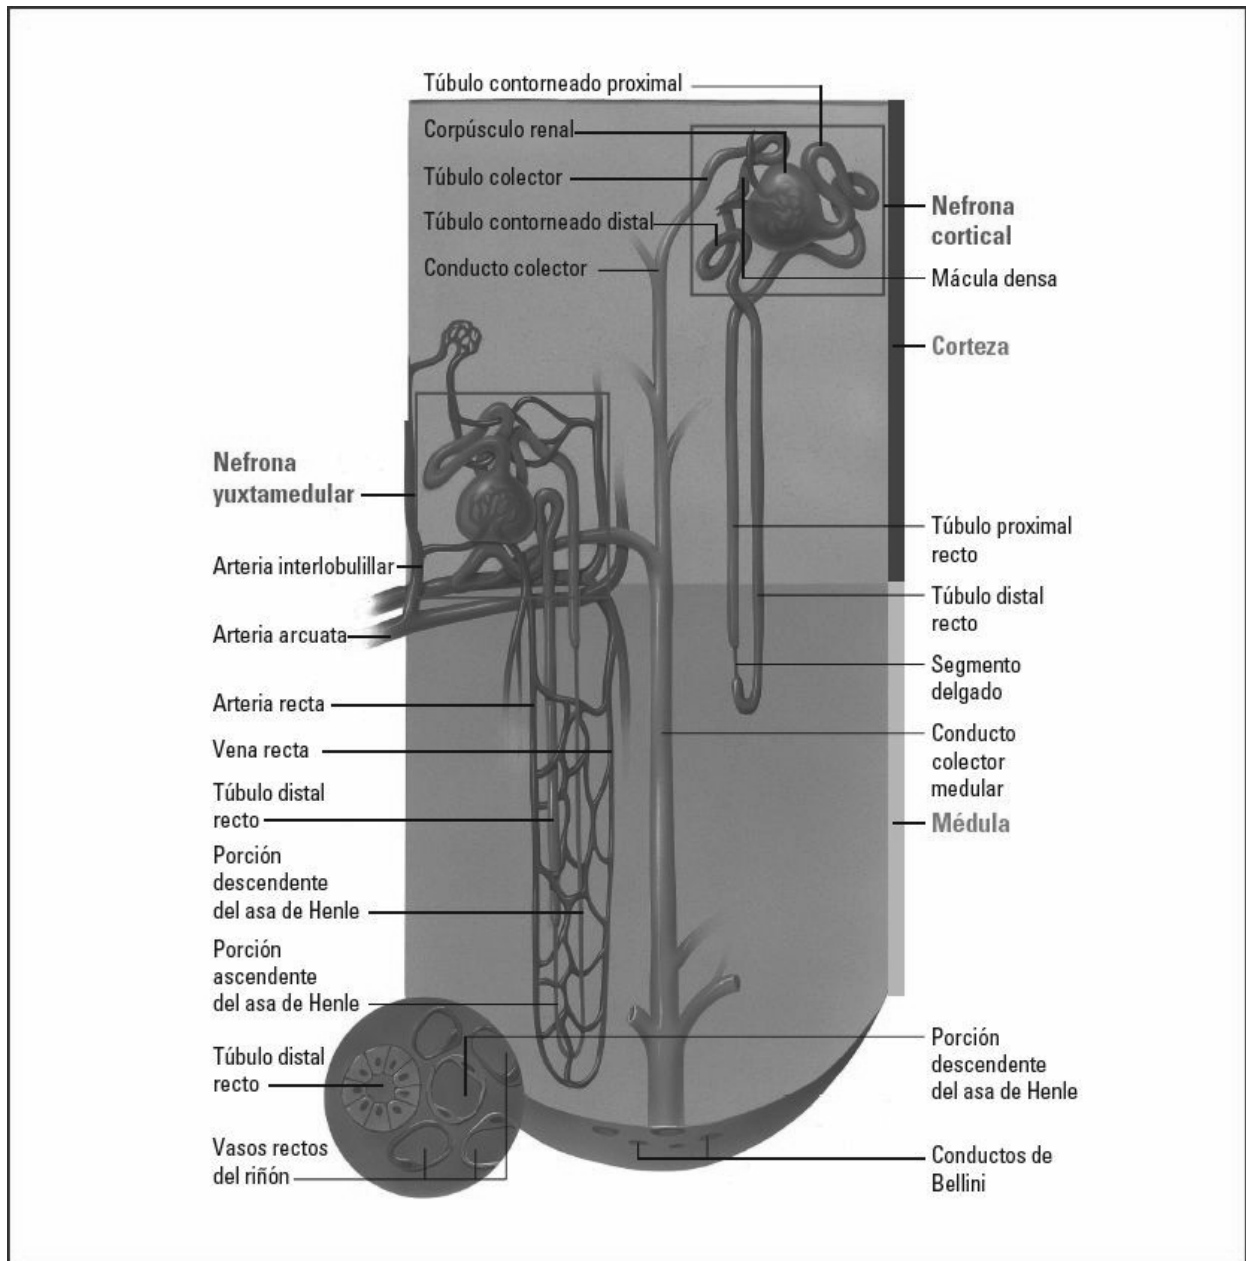 Túbulo contorneado proximal
Corpúsculo renal
Túbulo colector
Túbulo contorneado distal
Conducto colector
Nefrona
cortical
Mácula densa
Corteza
Nefrona
yuxtamedular
Arteria interlobulillar
Arteria arcuata
Arteria recta
Vena recta
Túbulo distal
recto
Porción
descendente
del asa de Henle
Porción
ascendente
del asa de Henle
Túbulo distal
recto
Vasos rectos
del riñón
Túbulo proximal
recto
Túbulo distal
recto
Segmento
delgado
Conducto
colector
medular
Médula
Porción
descendente
del asa de Henle
Conductos de
Bellini